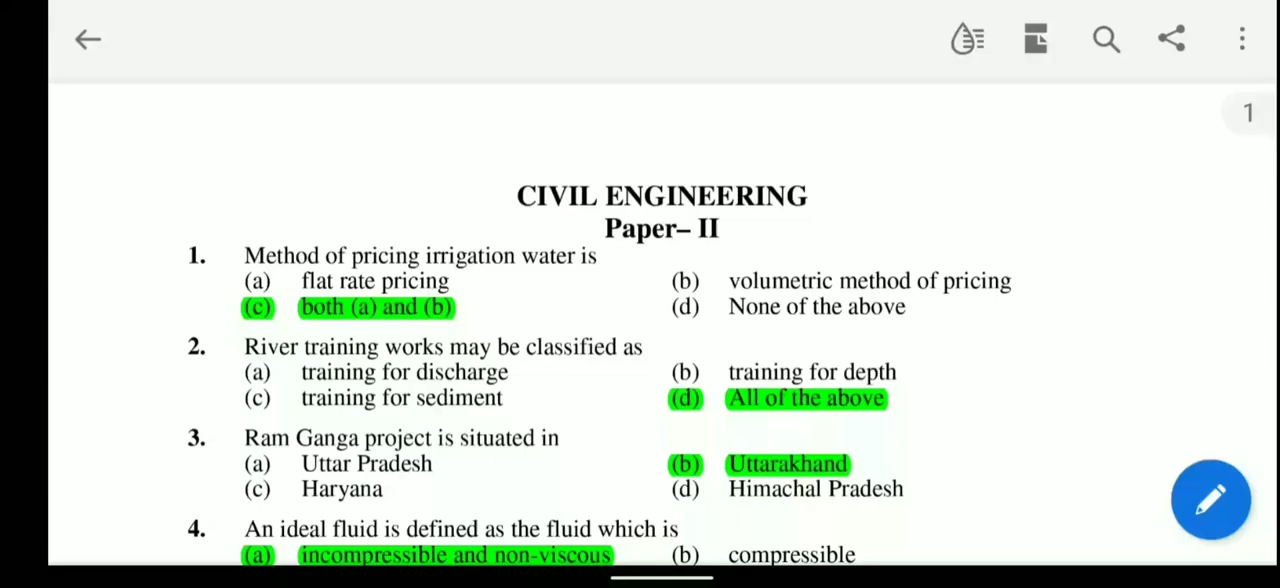 1
CIVIL ENGINEERING
Paper– II
1. Method of pricing irrigation water is
(a) flat rate pricing (b) volumetric method of pricing
(c) both (a) and (b) (d) None of the above
2. River training works may be classified as
(a) training for discharge (b) training for depth
(c) training for sediment (d) All of the above
3. Ram Ganga project is situated in
(a) Uttar Pradesh (b) Uttarakhand
(c) Haryana (d) Himachal Pradesh
4. An ideal fluid is defined as the fluid which is
(a) incompressible and non-viscous (b) compressible